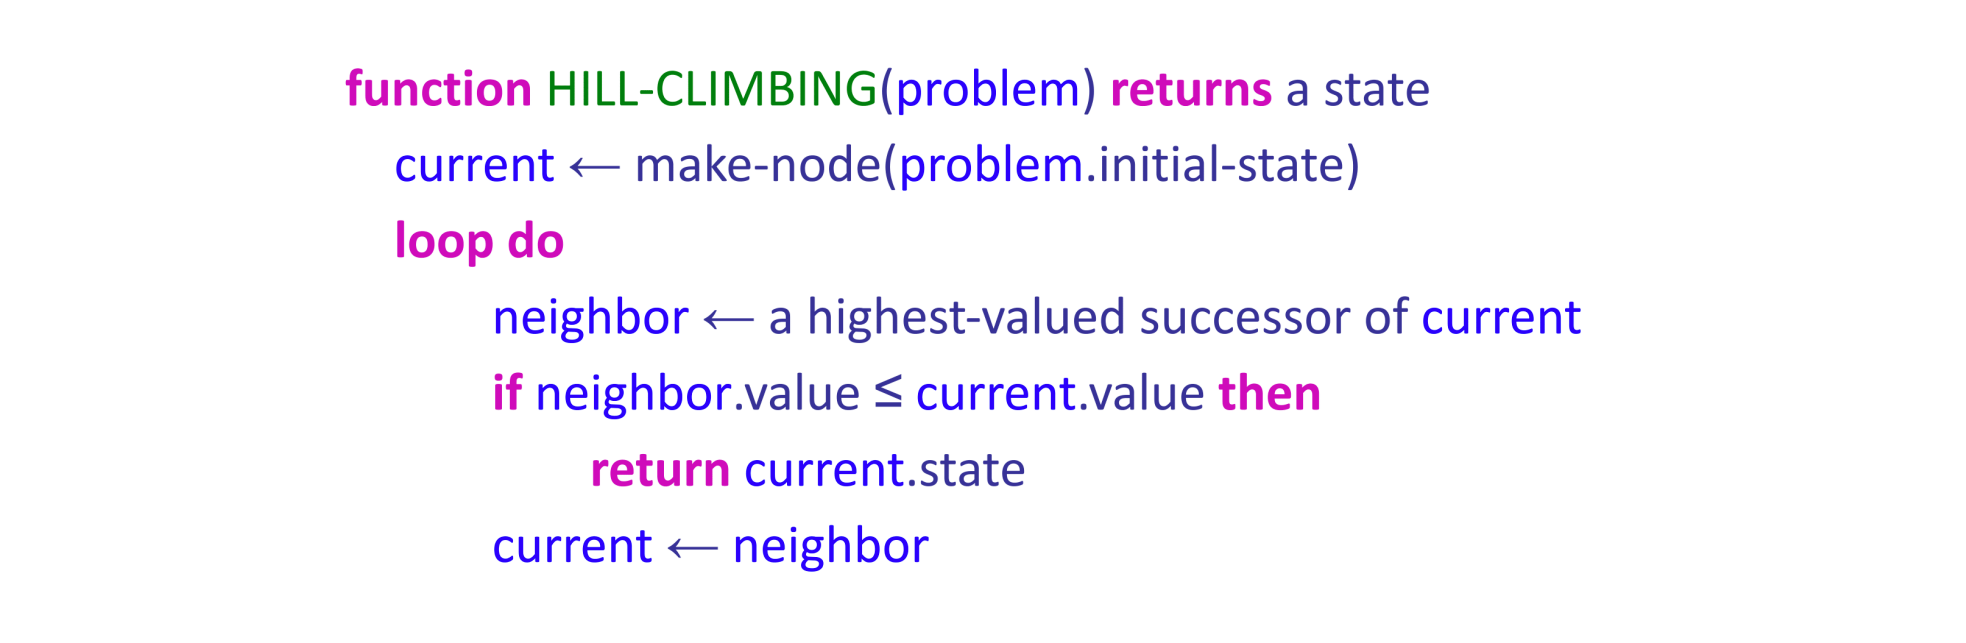 function HILL-CLIMBING(problem) returns a state
current ← make-node(problem.initial-state)
loop do
neighbor ← a highest-valued successor of current
if neighbor.value ≤ current.value then
return current.state
current ← neighbor